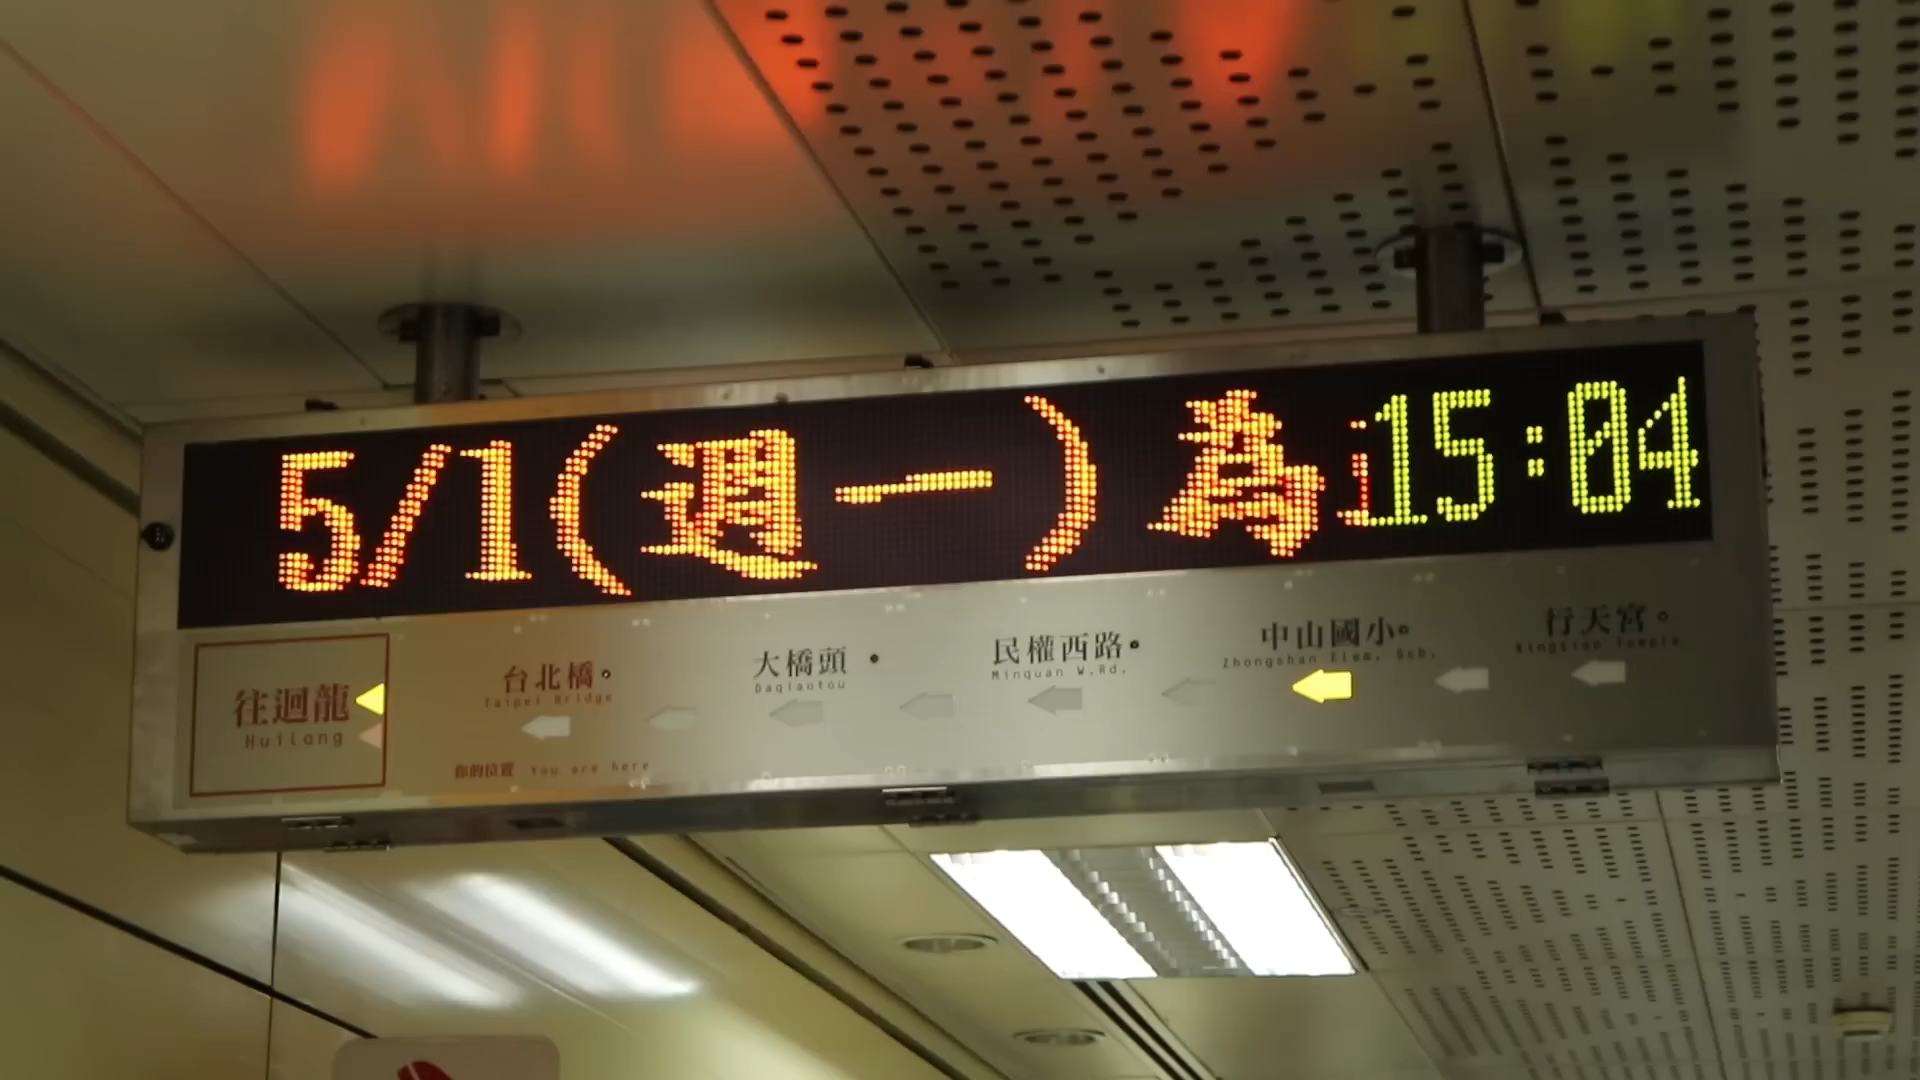 5/1(週一)為 15:04
往迴龍
Huilong
台北橋
Taipei Bridge
大橋頭
Daqiaotou
民權西路
Minquan W.Rd.
中山國小
Zhongshan Elem. Sch.
行天宮
Xingtian Temple
你的位置 You are here